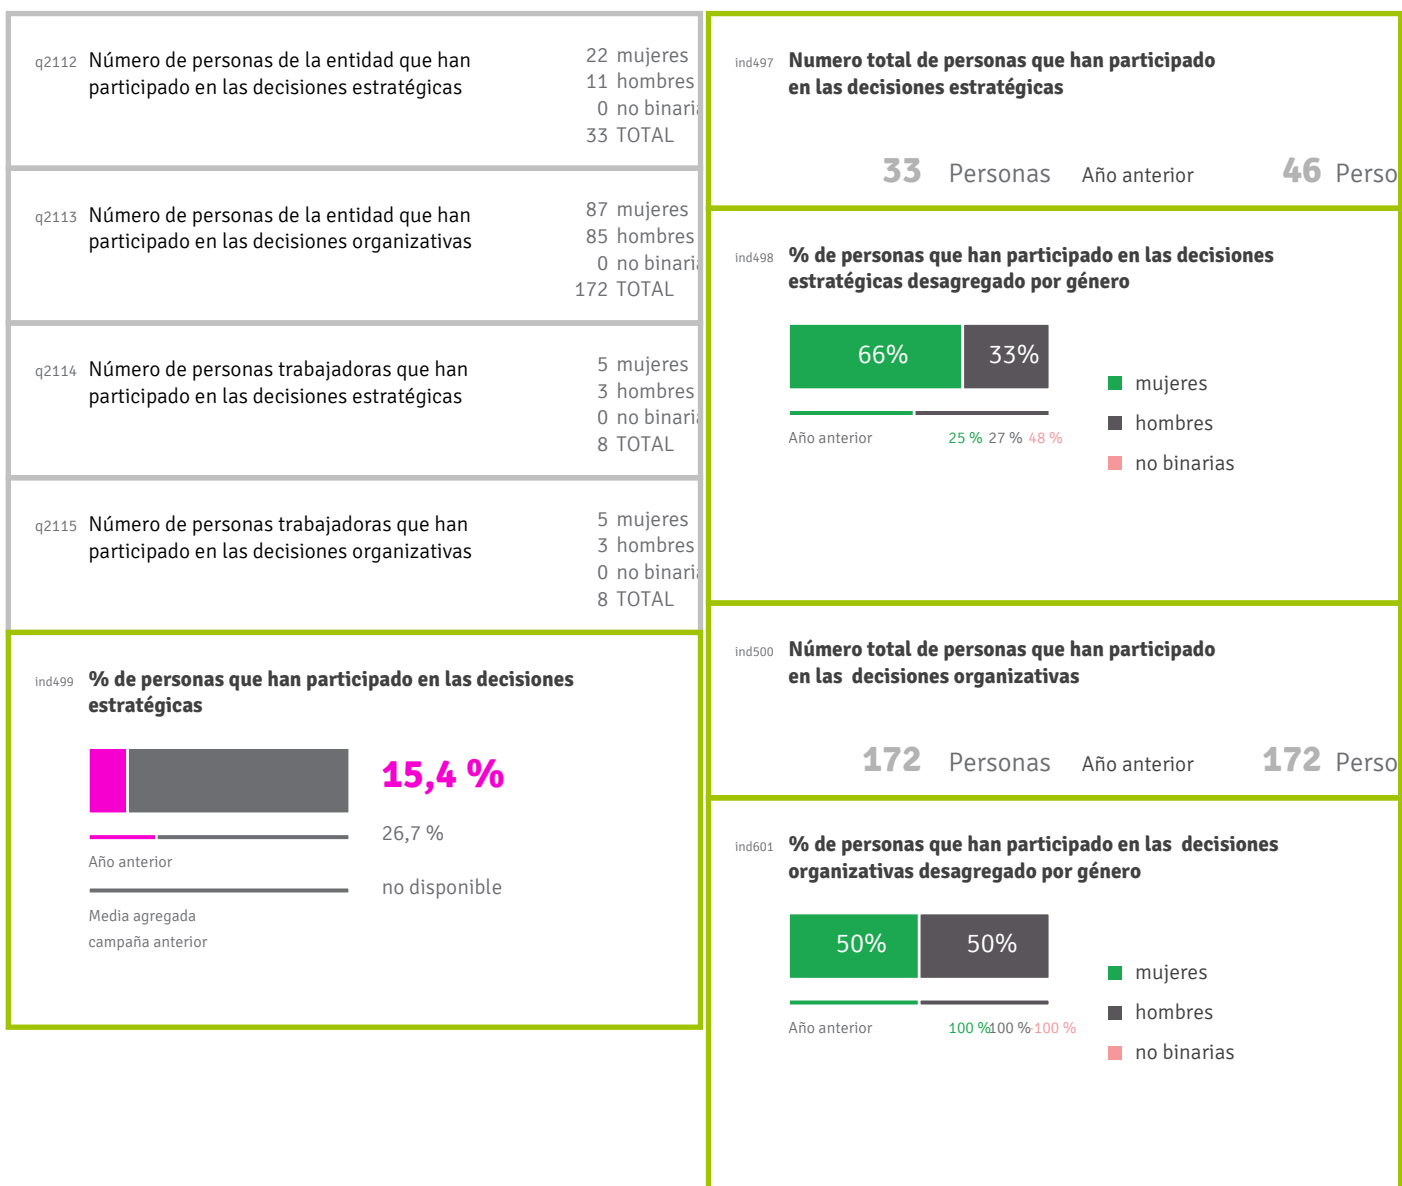 q2112 Número de personas de la entidad que han
participado en las decisiones estratégicas
22 mujeres
11 hombres
0 no binari
33 TOTAL
q2113 Número de personas de la entidad que han
participado en las decisiones organizativas
87 mujeres
85 hombres
0 no binari
172 TOTAL
q2114 Número de personas trabajadoras que han
participado en las decisiones estratégicas
5 mujeres
3 hombres
0 no binari
8 TOTAL
q2115 Número de personas trabajadoras que han
participado en las decisiones organizativas
5 mujeres
3 hombres
0 no binari
8 TOTAL
ind499 % de personas que han participado en las decisiones
estratégicas
15,4 %
26,7 %
Año anterior
no disponible
Media agregada
campaña anterior
ind497 Numero total de personas que han participado
en las decisiones estratégicas
33 Personas Año anterior 46 Perso
ind498 % de personas que han participado en las decisiones
estratégicas desagregado por género
66% 33%
mujeres
hombres
no binarias
Año anterior 25 % 27 % 48 %
ind500 Número total de personas que han participado
en las decisiones organizativas
172 Personas Año anterior 172 Perso
ind601 % de personas que han participado en las decisiones
organizativas desagregado por género
50% 50%
mujeres
hombres
no binarias
Año anterior 100 % 100 % -100 %